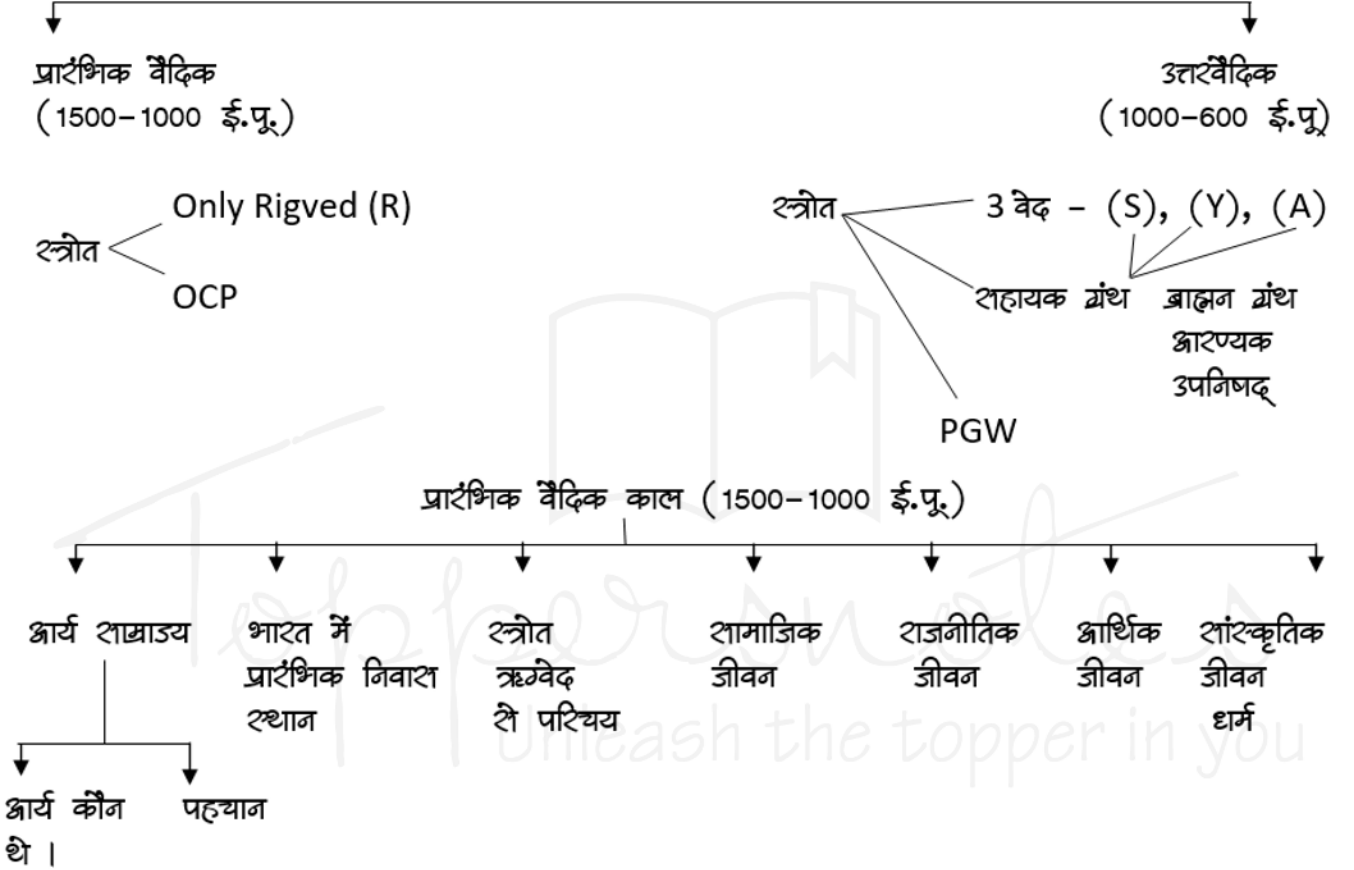 प्रारंभिक वैदिक
(1500–1000 ई.पू.)
उत्तरवैदिक
(1000–600 ई.पू)
स्त्रोत
Only Rigved (R)
OCP
स्त्रोत
3 वेद – (S), (Y), (A)
सहायक ग्रंथ
ब्राह्मन ग्रंथ
आरण्यक
उपनिषद्
PGW
प्रारंभिक वैदिक काल (1500–1000 ई.पू.)
आर्य साम्राज्य
भारत में
प्रारंभिक निवास
स्थान
स्त्रोत
ऋग्वेद
से परिचय
सामाजिक
जीवन
राजनीतिक
जीवन
आर्थिक
जीवन
सांस्कृतिक
जीवन
धर्म
आर्य कौन
थे ।
पहचान
Toppersnotes
Unleash the topper in you